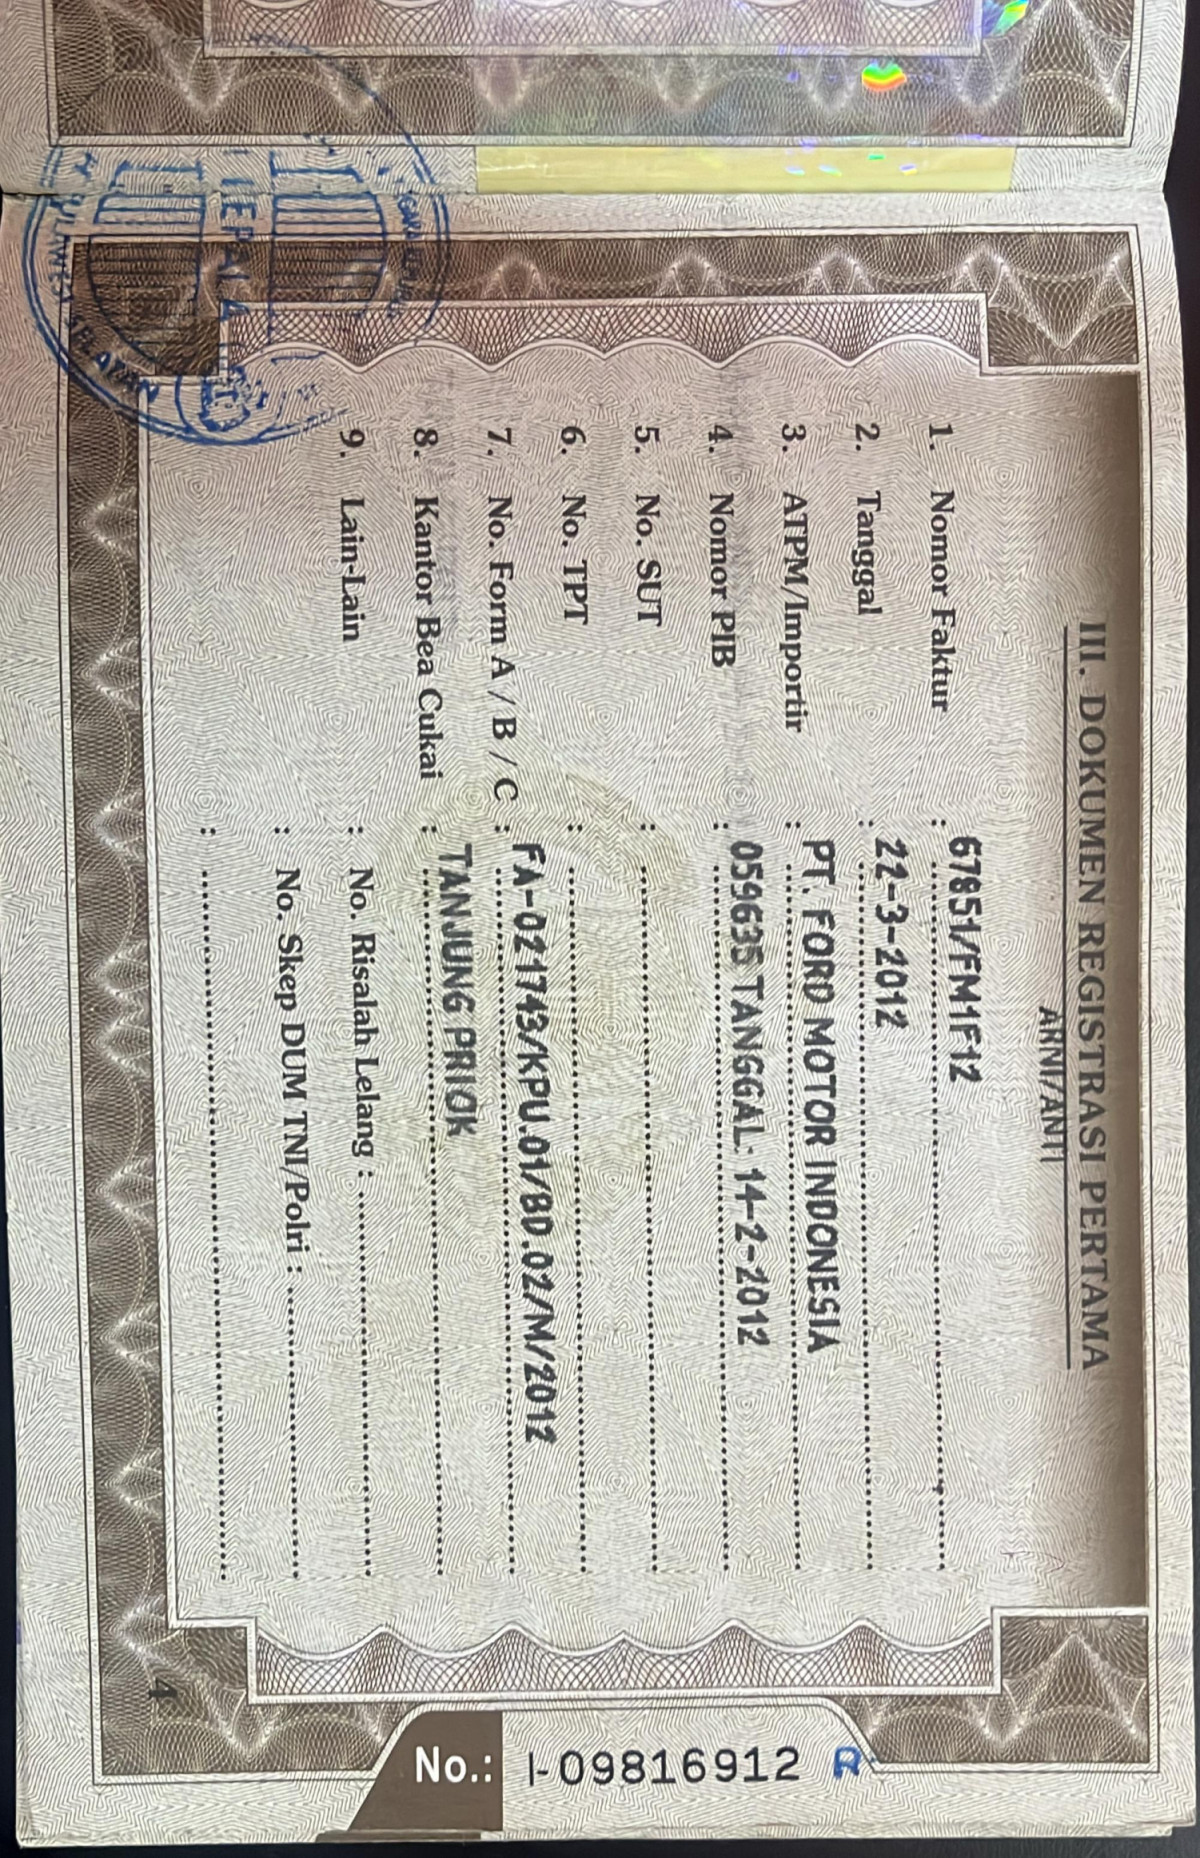 III. DOKUMEN REGISTRASI PERTAMA
ARNI/ANTI
1. Nomor Faktur : 67851/FM1F12
2. Tanggal : 22-3-2012
3. ATPM/Importir : PT. FORD MOTOR INDONESIA
4. Nomor PIB : 059635 TANGGAL: 14-2-2012
5. No. SUT :
6. No. TPT :
7. No. Form A / B / C : FA-021743/KPU.01/BD.02/M/2012
8. Kantor Bea Cukai : TANJUNG PRIOK
9. Lain-Lain : No. Risalah Lelang :
: No. Skep DUM TNI/Polri :
:
4
No.: I-09816912 R